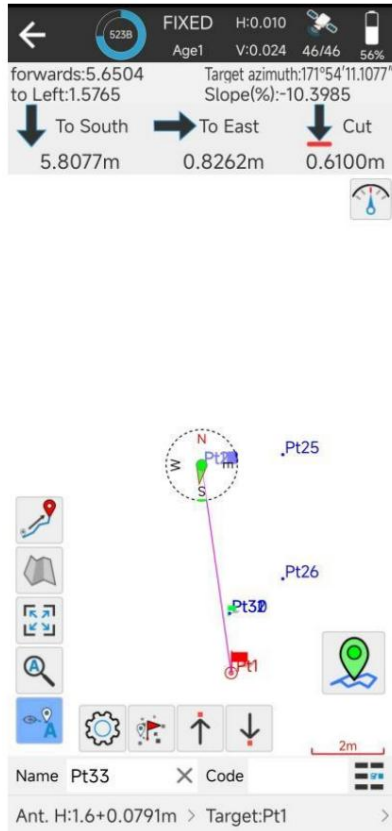 523B
FIXED H:0.010
Age1 V:0.024 46/46 56%
forwards:5.6504 Target azimuth:171°54′11.1077″
to Left:1.5765 Slope(%):-10.3985
To South To East Cut
5.8077m 0.8262m 0.6100m
N
W
E
S
Pt25
Pt26
Pt1
A
A
2m
Name Pt33 Code
Ant. H:1.6+0.0791m > Target:Pt1 >